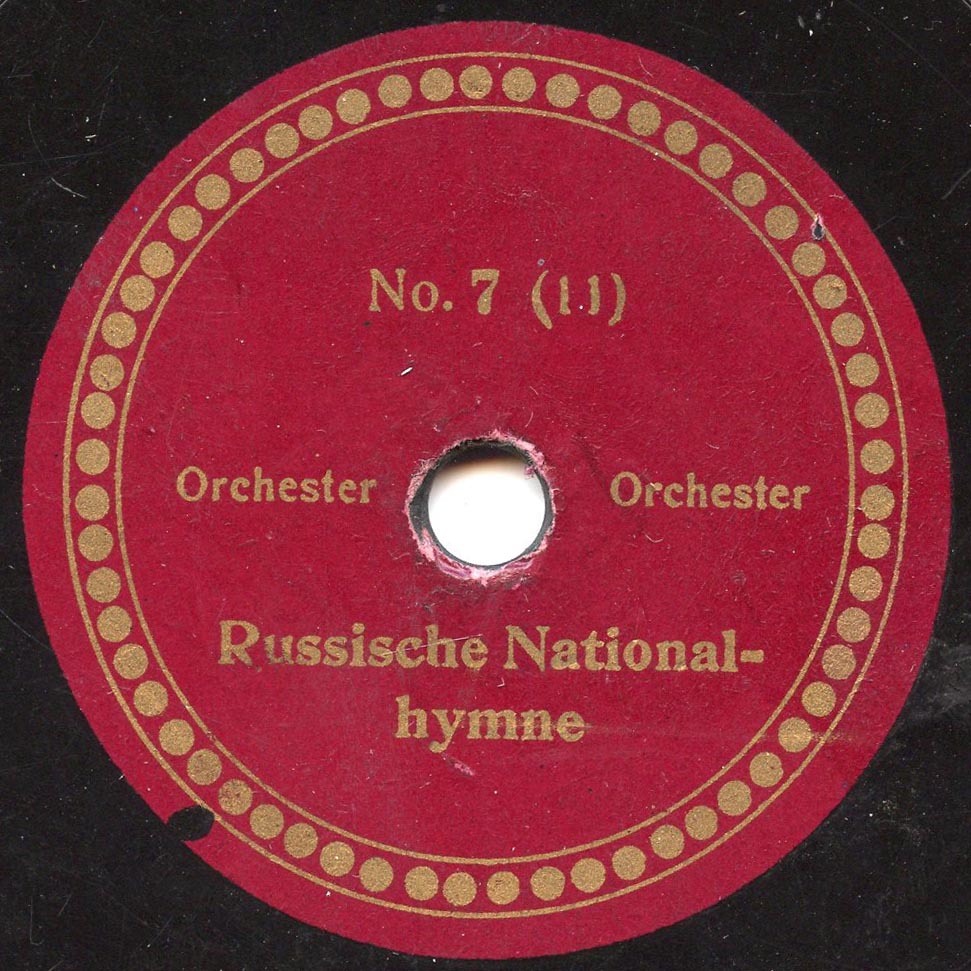 No. 7 (11)
Orchester Orchester
Russische National-
hymne